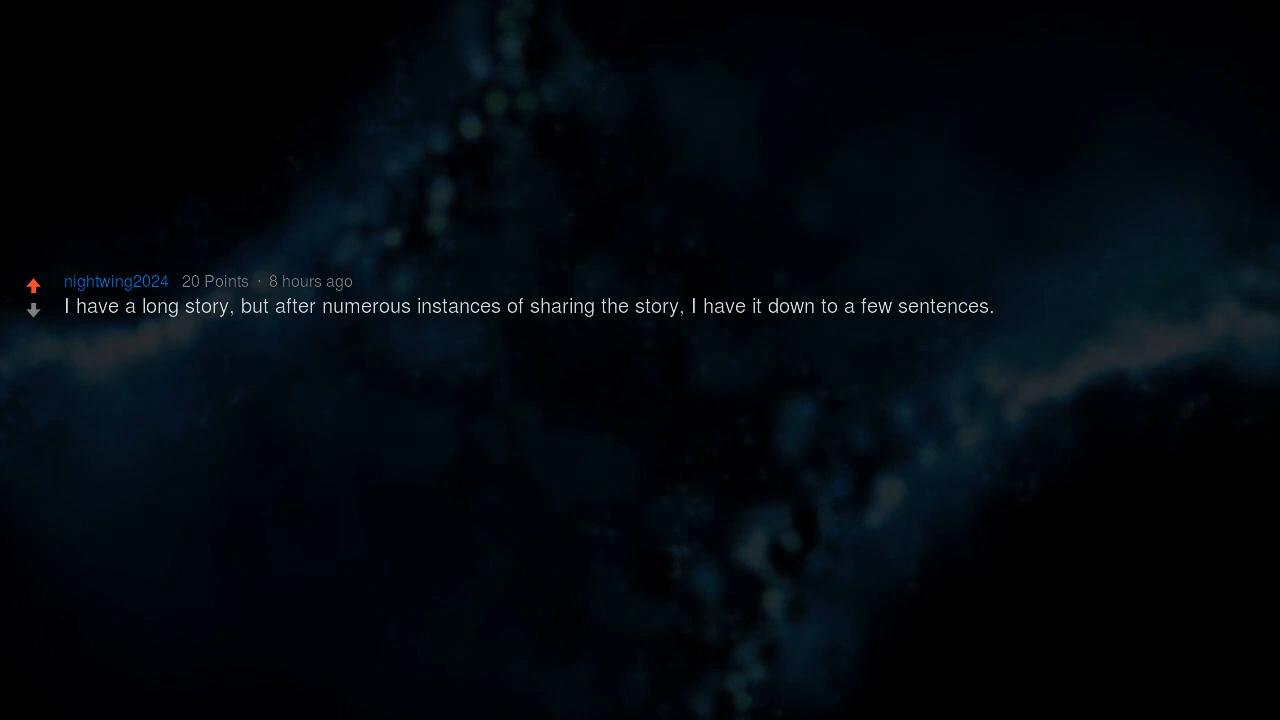 nightwing2024 20 Points · 8 hours ago
I have a long story, but after numerous instances of sharing the story, I have it down to a few sentences.